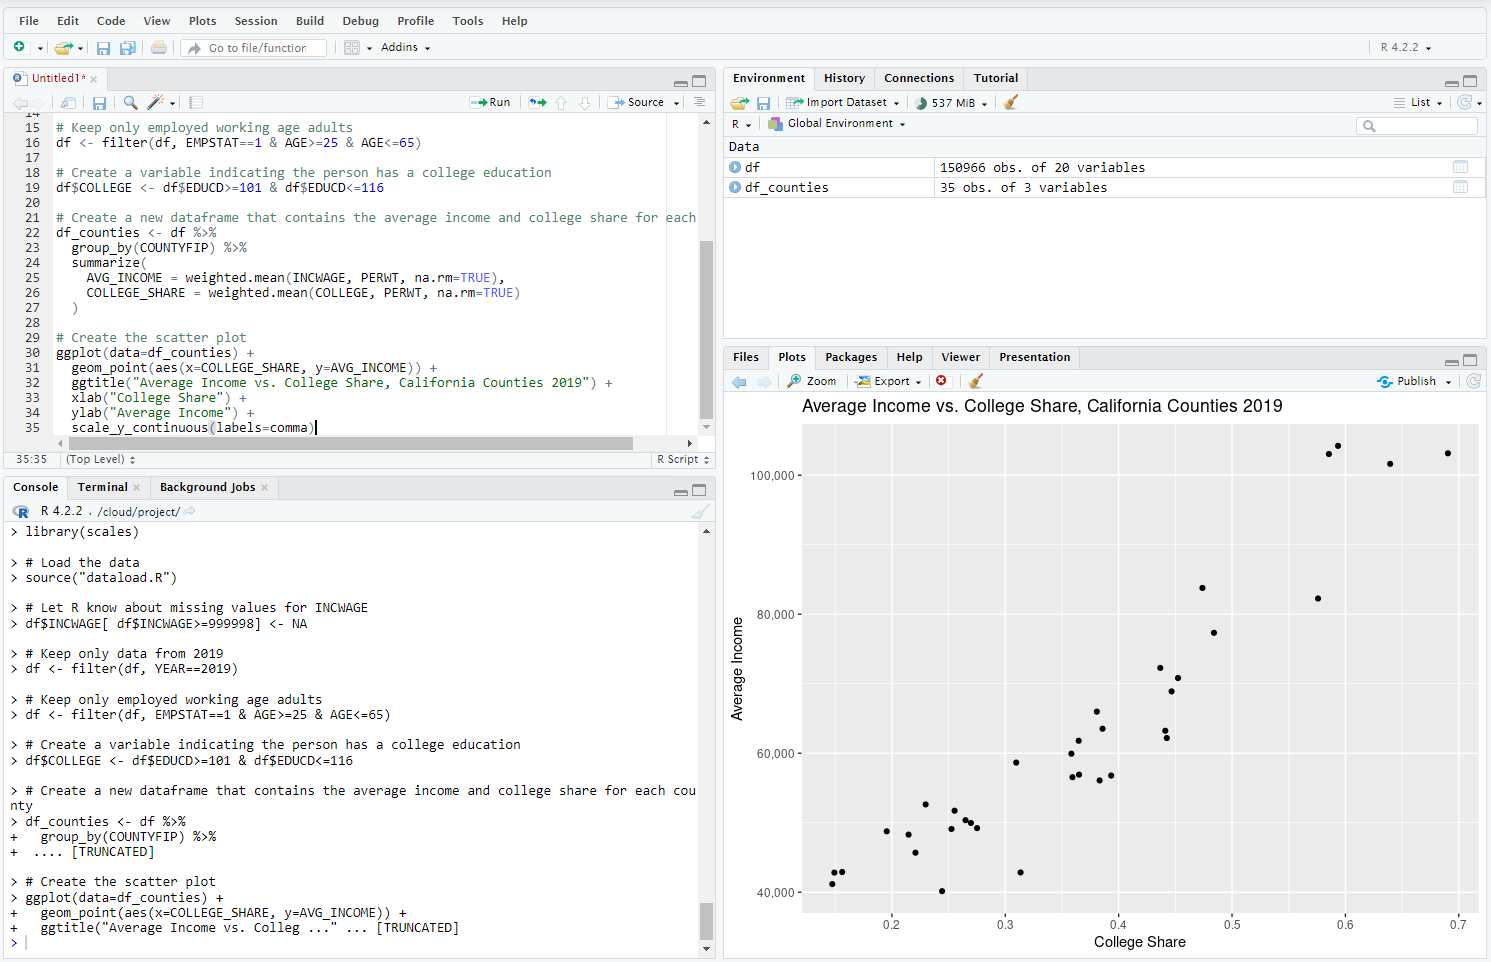 File Edit Code View Plots Session Build Debug Profile Tools Help
Go to file/function Addins R 4.2.2
Untitled1*
Run Source
14
15 # Keep only employed working age adults
16 df <- filter(df, EMPSTAT==1 & AGE>=25 & AGE<=65)
17
18 # Create a variable indicating the person has a college education
19 df$COLLEGE <- df$EDUCD>=101 & df$EDUCD<=116
20
21 # Create a new dataframe that contains the average income and college share for each
22 df_counties <- df %>%
23 group_by(COUNTYFIP) %>%
24 summarize(
25 AVG_INCOME = weighted.mean(INCWAGE, PERWT, na.rm=TRUE),
26 COLLEGE_SHARE = weighted.mean(COLLEGE, PERWT, na.rm=TRUE)
27 )
28
29 # Create the scatter plot
30 ggplot(data=df_counties) +
31 geom_point(aes(x=COLLEGE_SHARE, y=AVG_INCOME)) +
32 ggtitle("Average Income vs. College Share, California Counties 2019") +
33 xlab("College Share") +
34 ylab("Average Income") +
35 scale_y_continuous(labels=comma)
35:35 (Top Level) R Script
Console Terminal Background Jobs
R 4.2.2 . /cloud/project/
> library(scales)
> # Load the data
> source("dataload.R")
> # Let R know about missing values for INCWAGE
> df$INCWAGE[ df$INCWAGE>=999998] <- NA
> # Keep only data from 2019
> df <- filter(df, YEAR==2019)
> # Keep only employed working age adults
> df <- filter(df, EMPSTAT==1 & AGE>=25 & AGE<=65)
> # Create a variable indicating the person has a college education
> df$COLLEGE <- df$EDUCD>=101 & df$EDUCD<=116
> # Create a new dataframe that contains the average income and college share for each cou
nty
> df_counties <- df %>%
+ group_by(COUNTYFIP) %>%
+ .... [TRUNCATED]
> # Create the scatter plot
> ggplot(data=df_counties) +
+ geom_point(aes(x=COLLEGE_SHARE, y=AVG_INCOME)) +
+ ggtitle("Average Income vs. Colleg ..." ... [TRUNCATED]
>
Environment History Connections Tutorial
Import Dataset 537 MiB List
R Global Environment
Data
df 150966 obs. of 20 variables
df_counties 35 obs. of 3 variables
Files Plots Packages Help Viewer Presentation
Zoom Export Publish
Average Income vs. College Share, California Counties 2019
100,000
80,000
60,000
40,000
Average Income
0.2 0.3 0.4 0.5 0.6 0.7
College Share